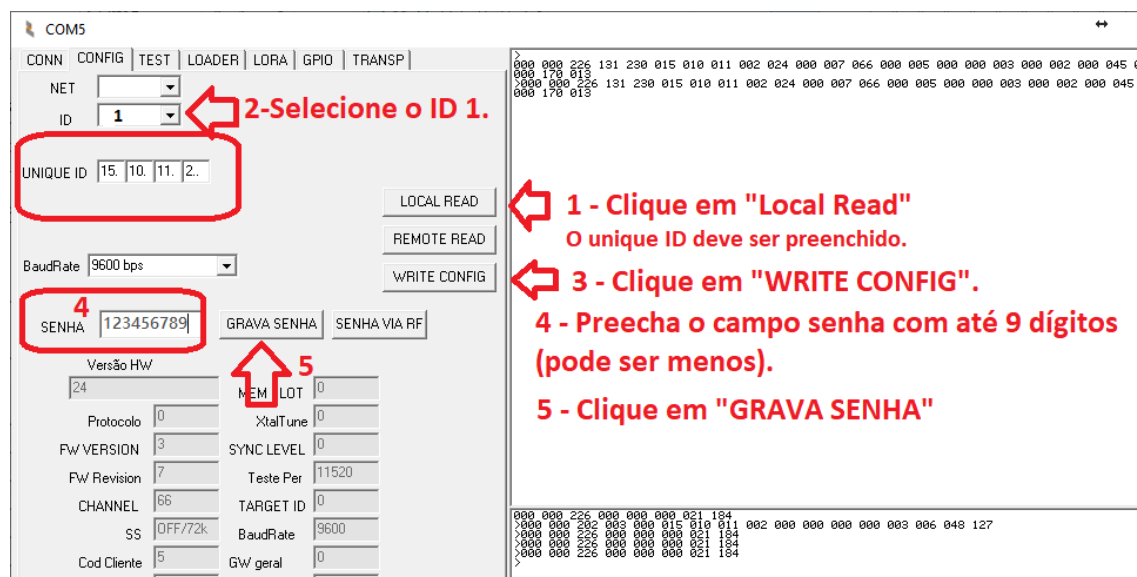 COM5
CONN CONFIG TEST LOADER LORA GPIO TRANSP
NET
ID 1
2-Selecione o ID 1.
UNIQUE ID 15. 10. 11. 2..
LOCAL READ
1 - Clique em "Local Read"
O unique ID deve ser preenchido.
REMOTE READ
BaudRate 9600 bps
WRITE CONFIG
3 - Clique em "WRITE CONFIG".
4
SENHA 123456789 GRAVA SENHA SENHA VIA RF
4 - Preecha o campo senha com até 9 dígitos
(pode ser menos).
5
5 - Clique em "GRAVA SENHA"
Versão HW
24
MEM LOT 0
Protocolo 0 XtalTune 0
FW VERSION 3 SYNC LEVEL 0
FW Revision 7 Teste Per 11520
CHANNEL 66 TARGET ID 0
SS OFF/72k BaudRate 9600
Cod Cliente 5 GW geral 0
>
000 000 226 131 230 015 010 011 002 024 000 007 066 000 005 000 000 003 000 002 000 045
000 170 013
>000 000 226 131 230 015 010 011 002 024 000 007 066 000 005 000 000 003 000 002 000 045
000 170 013
000 000 226 000 000 000 021 184
>000 000 202 003 000 015 010 011 002 000 000 000 000 003 006 048 127
>000 000 226 000 000 000 021 184
>000 000 226 000 000 000 021 184
>000 000 226 000 000 000 021 184
>